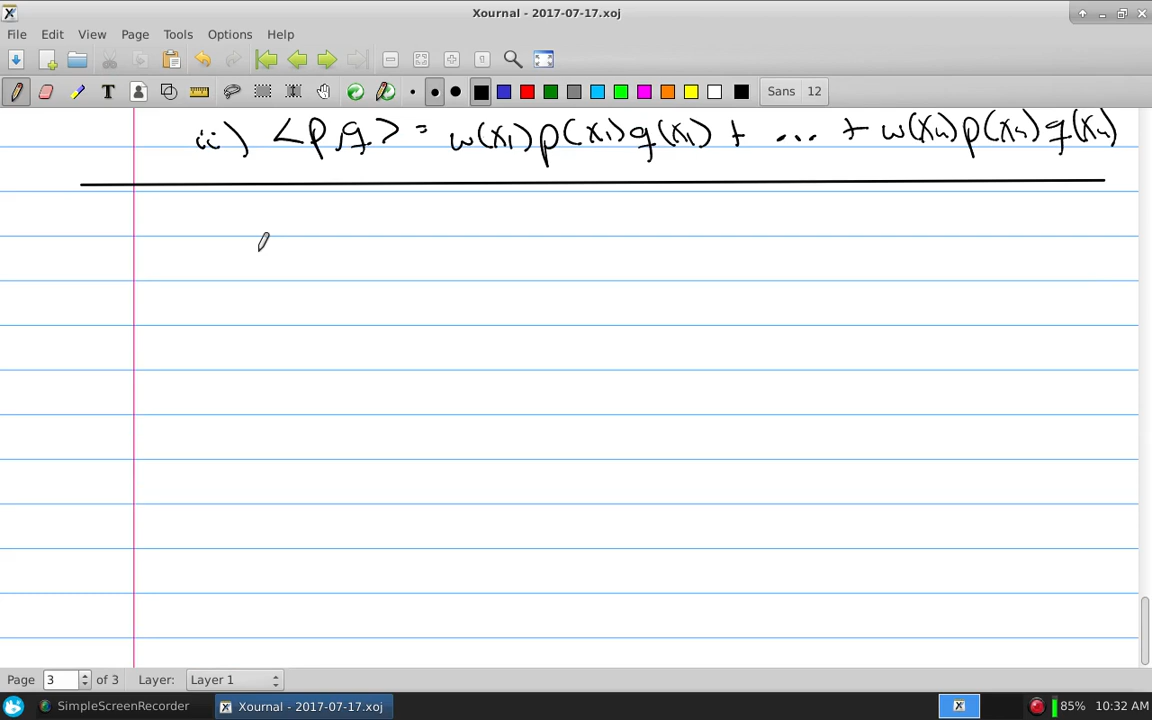 Xournal - 2017-07-17.xoj
File Edit View Page Tools Options Help
Sans 12
ii) <p,q> = w(x1)p(x1)q(x1) + ... + w(xn)p(xn)q(xn)
Page 3 of 3 Layer: Layer 1
SimpleScreenRecorder Xournal - 2017-07-17.xoj 85% 10:32 AM